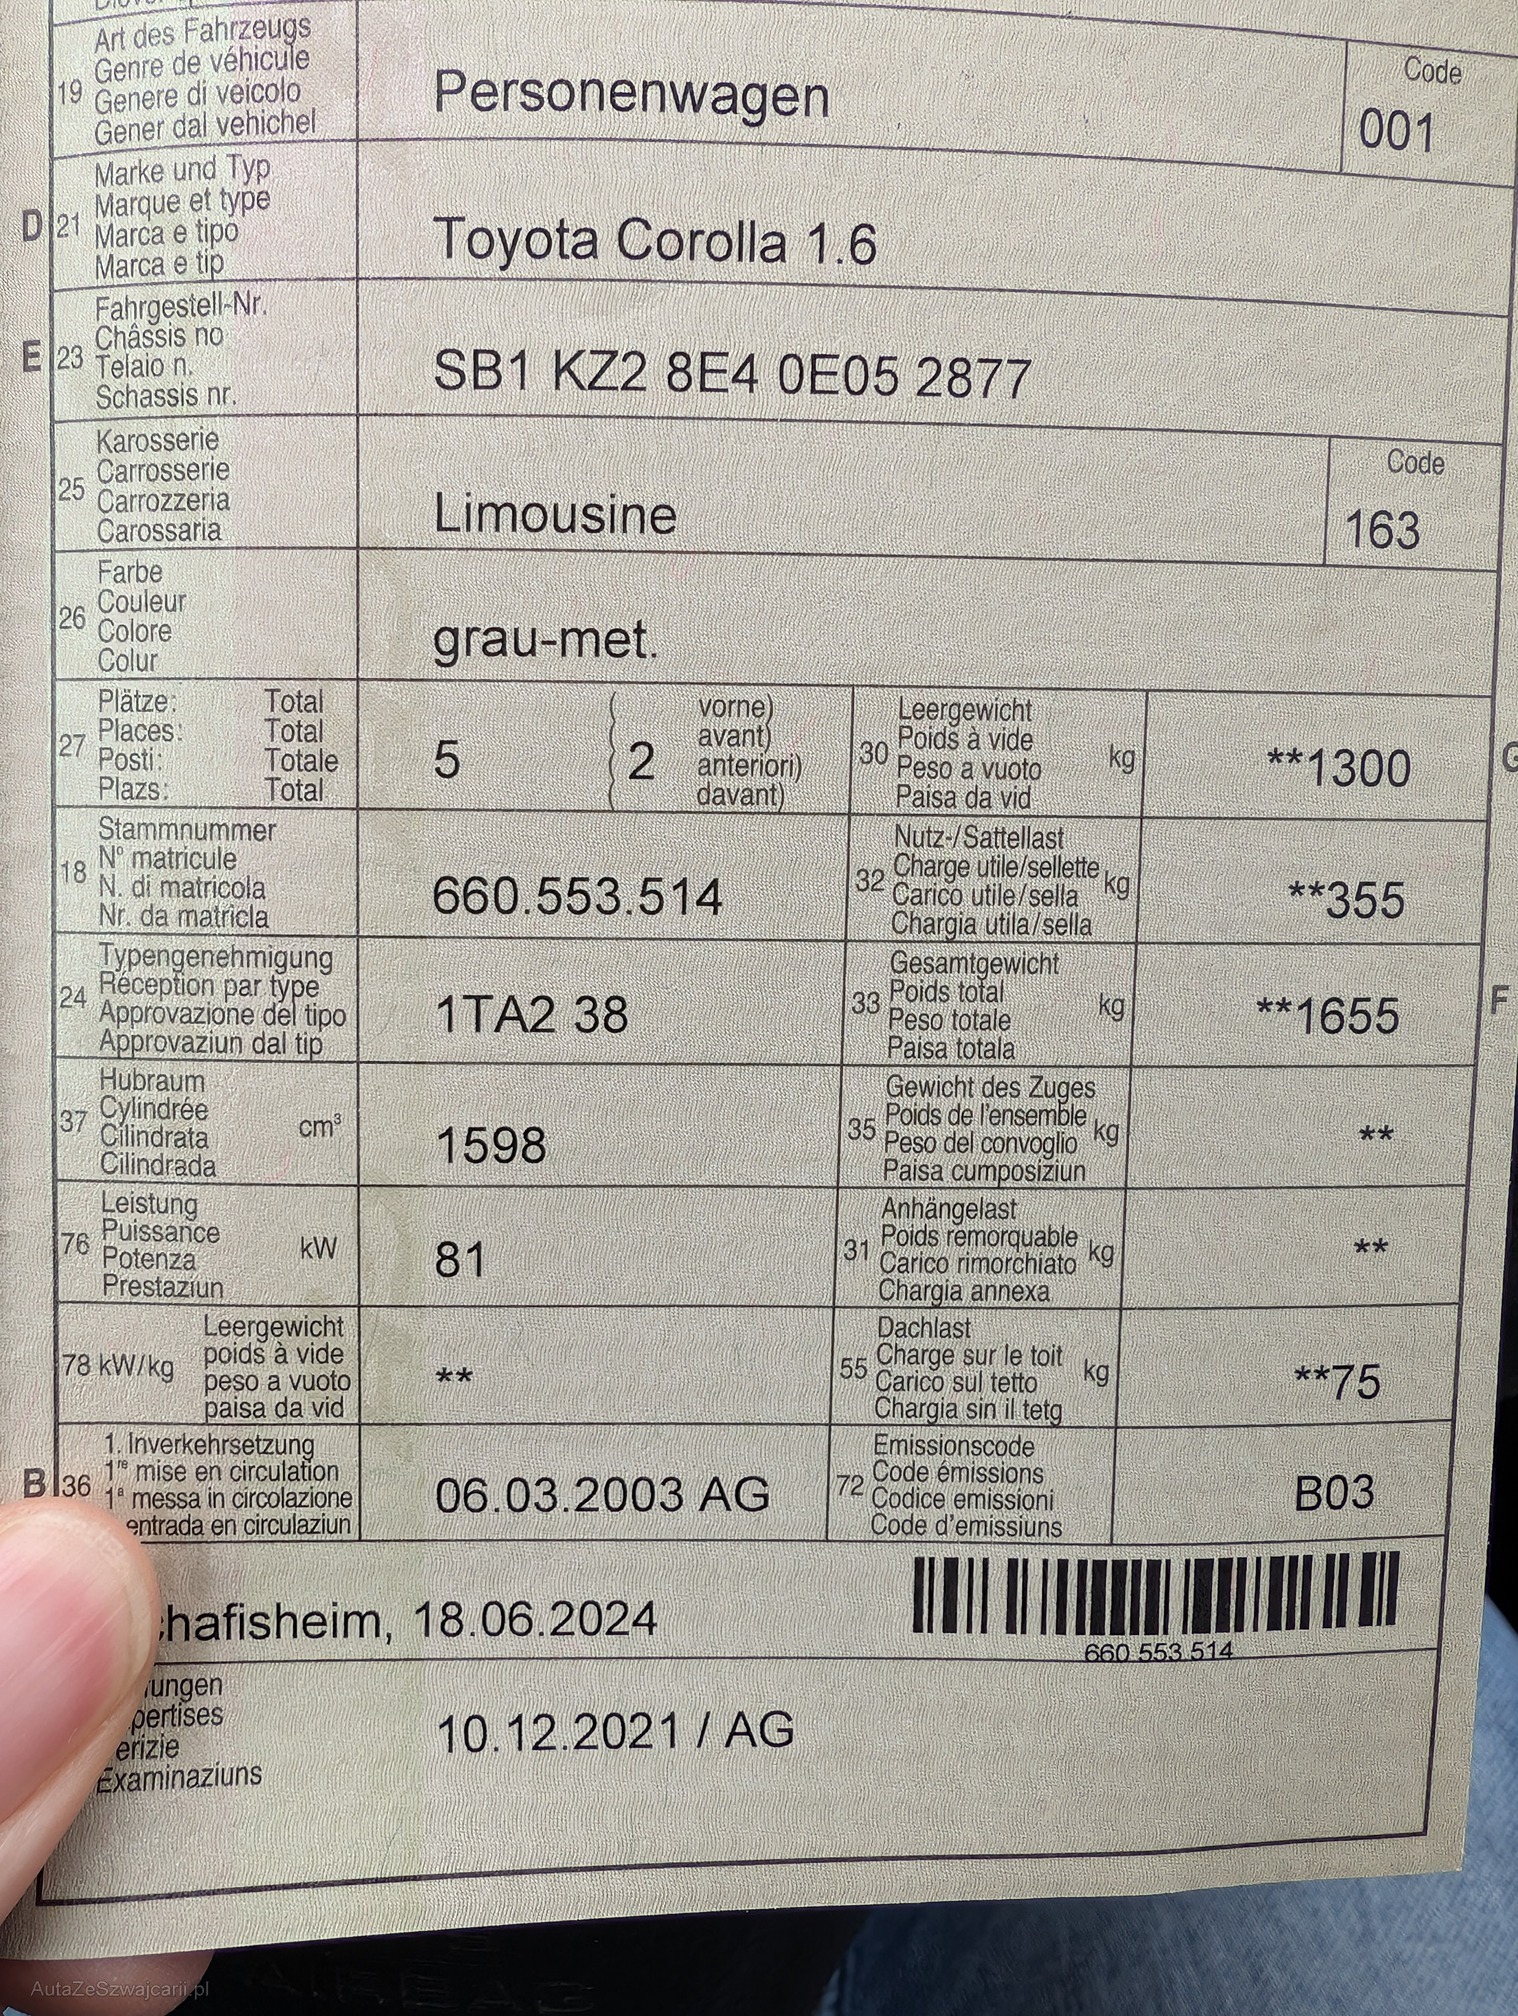 Art des Fahrzeugs
Genre de véhicule
Genere di veicolo
Gener dal vehichel
19
Personenwagen
Code
001
D 21
Marke und Typ
Marque et type
Marca e tipo
Marca e tip
Toyota Corolla 1.6
E 23
Fahrgestell-Nr.
Châssis no
Telaio n.
Schassis nr.
SB1 KZ2 8E4 0E05 2877
25
Karosserie
Carrosserie
Carrozzeria
Carossaria
Limousine
Code
163
26
Farbe
Couleur
Colore
Colur
grau-met.
27
Plätze: Total
Places: Total
Posti: Totale
Plazs: Total
5
(2
vorne)
avant)
anteriori)
davant)
30
Leergewicht
Poids à vide
Peso a vuoto
Paisa da vid
kg
**1300
G
18
Stammnummer
N° matricule
N. di matricola
Nr. da matricla
660.553.514
32
Nutz-/Sattellast
Charge utile/sellette
Carico utile/sella
Chargia utila/sella
kg
**355
24
Typengenehmigung
Réception par type
Approvazione del tipo
Approvaziun dal tip
1TA2 38
33
Gesamtgewicht
Poids total
Peso totale
Paisa totala
kg
**1655
F
37
Hubraum
Cylindrée
Cilindrata
Cilindrada
cm³
1598
35
Gewicht des Zuges
Poids de l'ensemble
Peso del convoglio
Paisa cumposiziun
kg
**
76
Leistung
Puissance
Potenza
Prestaziun
kW
81
31
Anhängelast
Poids remorquable
Carico rimorchiato
Chargia annexa
kg
**
78 kW/kg
Leergewicht
poids à vide
peso a vuoto
paisa da vid
**
55
Dachlast
Charge sur le toit
Carico sul tetto
Chargia sin il tetg
kg
**75
B 36
1. Inverkehrsetzung
1re mise en circulation
1a messa in circolazione
entrada en circulaziun
06.03.2003 AG
72
Emissionscode
Code émissions
Codice emissioni
Code d'emissiuns
B03
chafisheim, 18.06.2024
660 553 514
ungen
pertises
erizie
Examinaziuns
10.12.2021 / AG
AutaZeSzwajcarii.pl